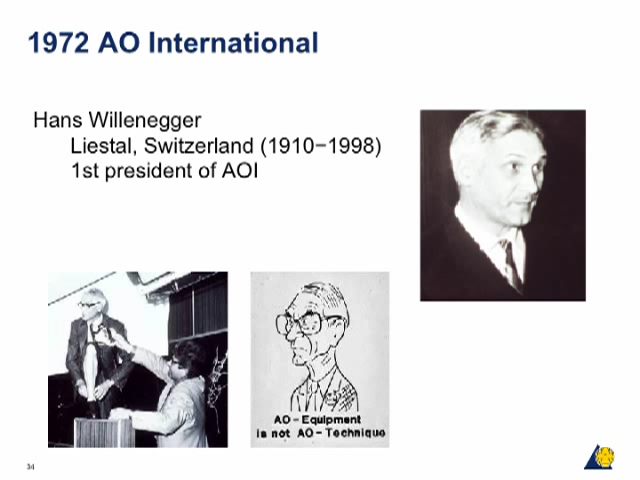 1972 AO International
Hans Willenegger
Liestal, Switzerland (1910−1998)
1st president of AOI
AO - Equipment
is not AO - Technique
34